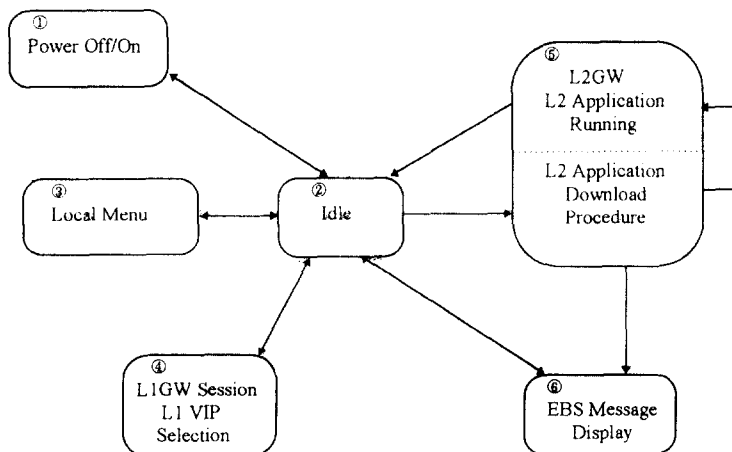 ①
Power Off/On
②
Idle
③
Local Menu
④
L1GW Session
L1 VIP
Selection
⑤
L2GW
L2 Application
Running
L2 Application
Download
Procedure
⑥
EBS Message
Display